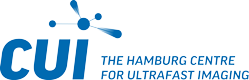 CUI
THE HAMBURG CENTRE
FOR ULTRAFAST IMAGING